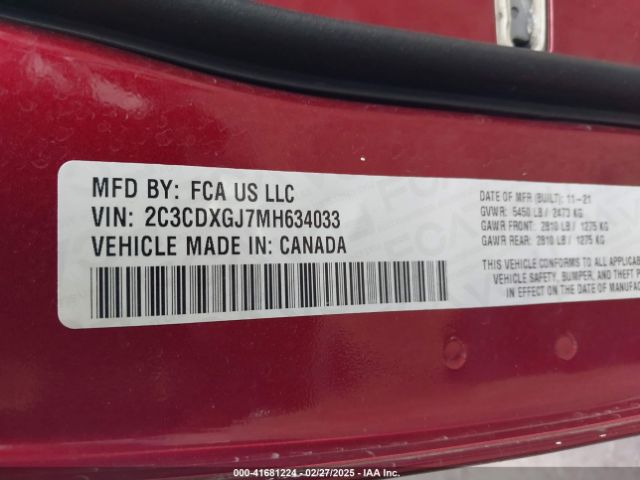 MFD BY: FCA US LLC
VIN: 2C3CDXGJ7MH634033
VEHICLE MADE IN: CANADA
DATE OF MFR (BUILT): 11-21
GVWR: 5450 LB / 2473 KG
GAWR FRONT: 2810 LB / 1275 KG
GAWR REAR: 2810 LB / 1275 KG
THIS VEHICLE CONFORMS TO ALL APPLICABLE
VEHICLE SAFETY, BUMPER, AND THEFT
IN EFFECT ON THE DATE OF
000-41681224 - 02/27/2025 - IAA Inc.